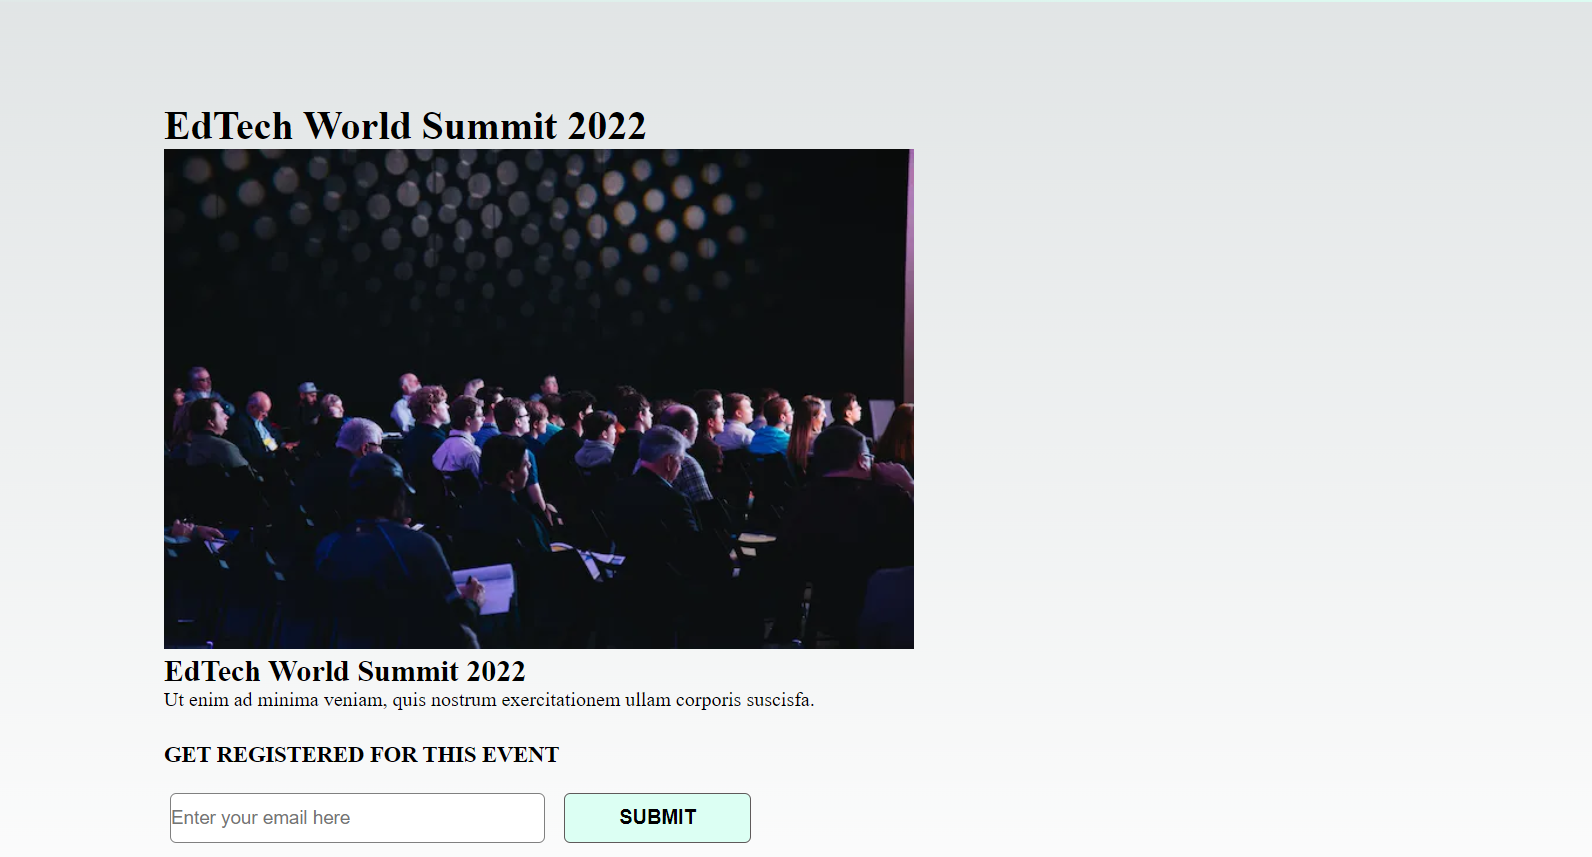 EdTech World Summit 2022
EdTech World Summit 2022
Ut enim ad minima veniam, quis nostrum exercitationem ullam corporis suscisfa.
GET REGISTERED FOR THIS EVENT
Enter your email here
SUBMIT